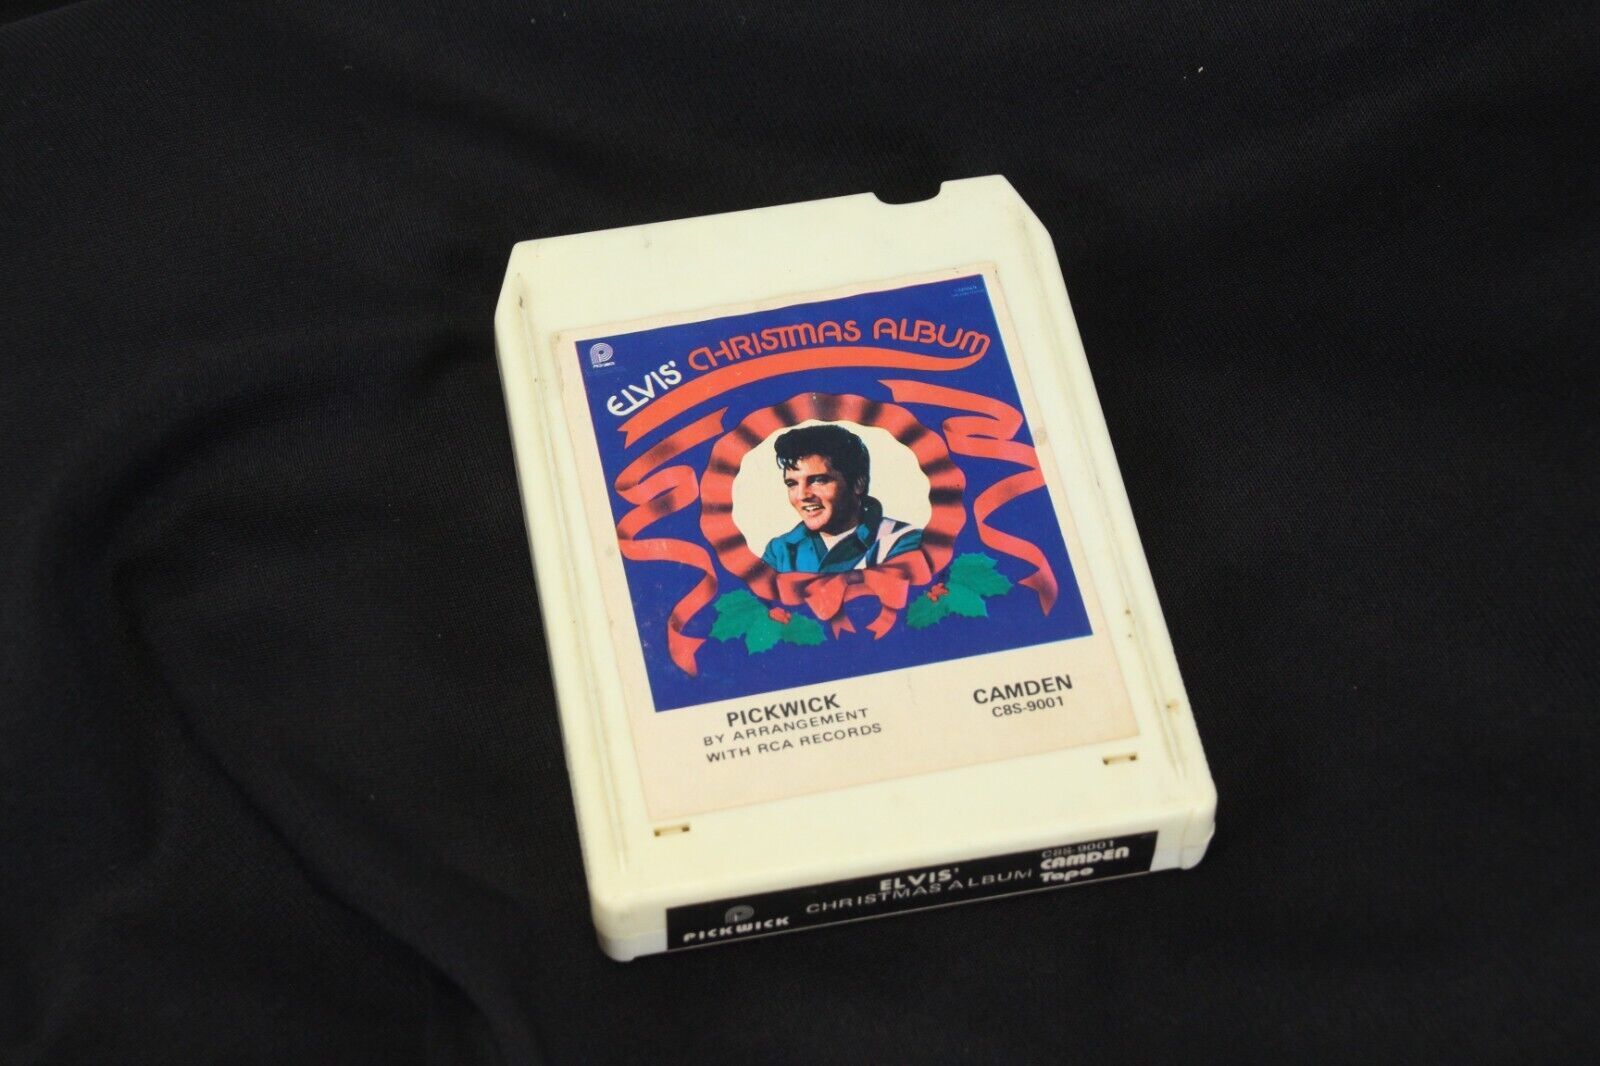 PICKWICK
ELVIS' CHRISTMAS ALBUM
PICKWICK
BY ARRANGEMENT
WITH RCA RECORDS
CAMDEN
C8S-9001
PICKWICK
ELVIS'
CHRISTMAS ALBUM
C8S-9001
CAMDEN
Tape